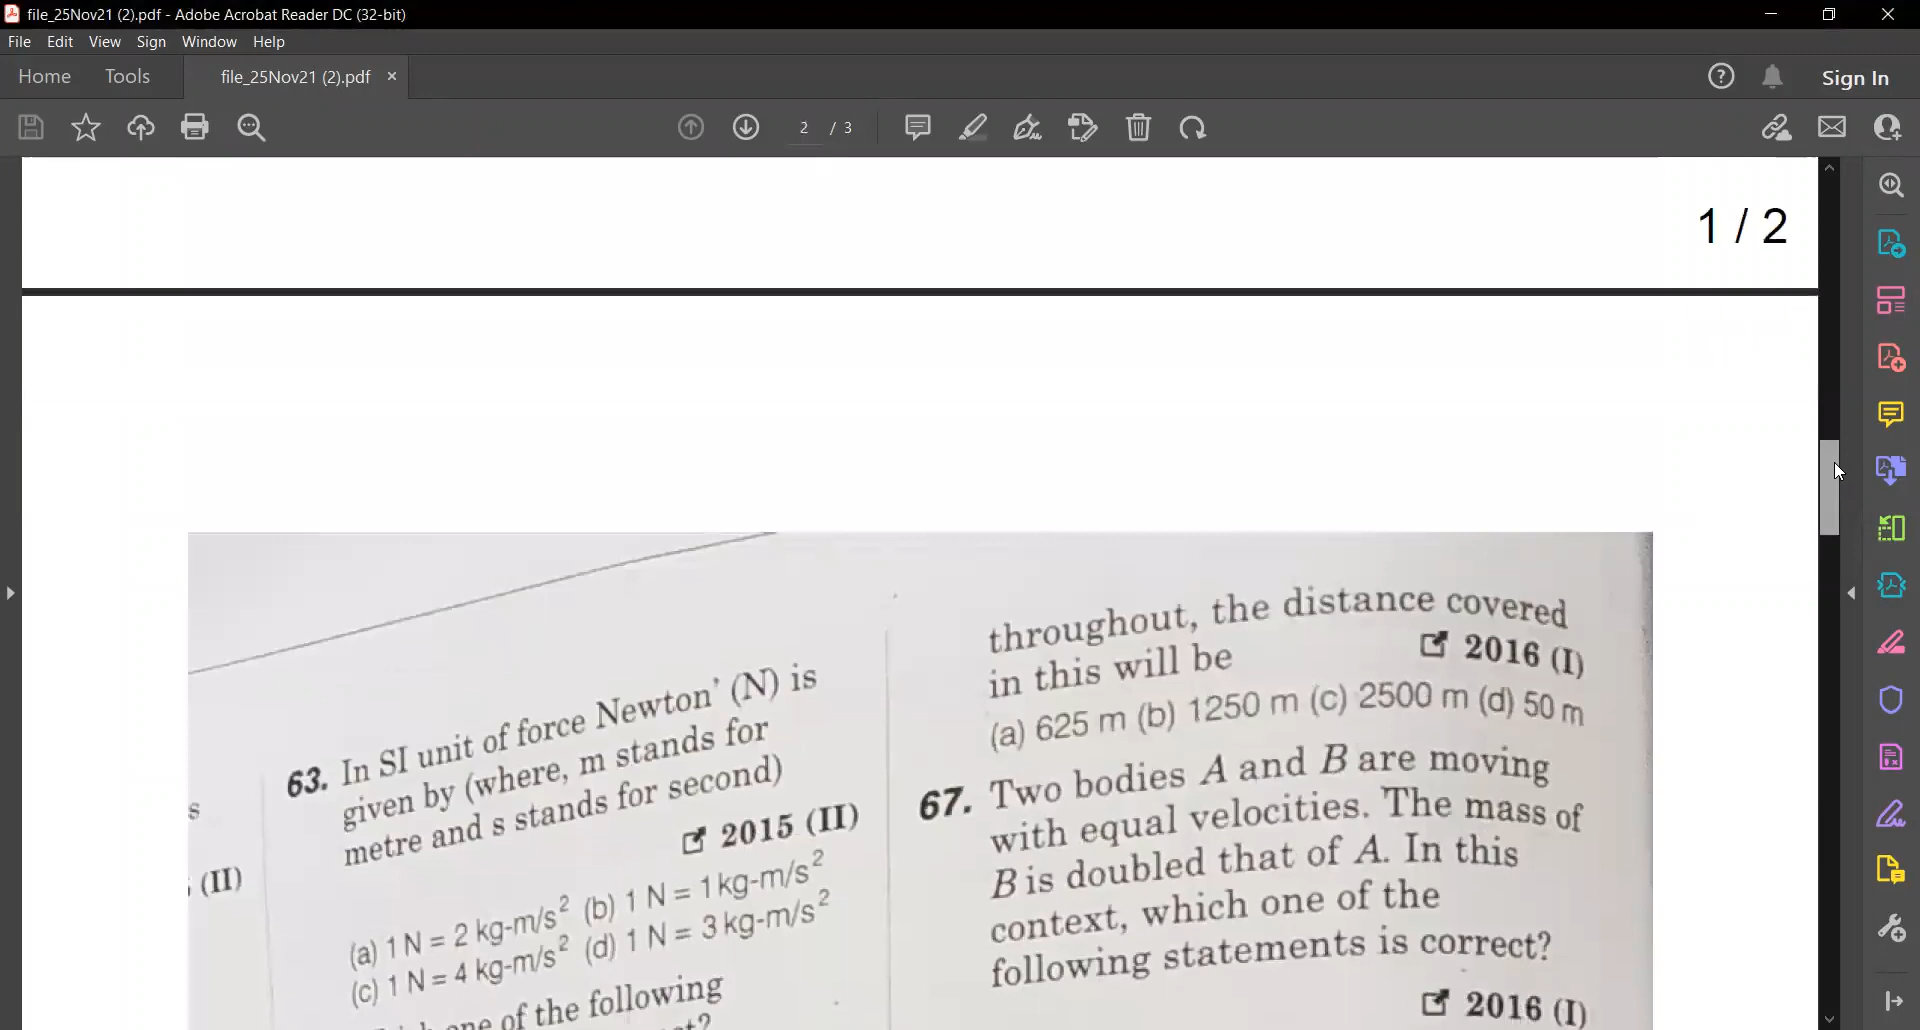 file_25Nov21 (2).pdf - Adobe Acrobat Reader DC (32-bit)
File Edit View Sign Window Help
Home Tools file_25Nov21 (2).pdf ×
Sign In
2 / 3
1 / 2
s
(II)
63. In SI unit of force Newton' (N) is
given by (where, m stands for
metre and s stands for second)
2015 (II)
(a) 1 N = 2 kg-m/s² (b) 1 N = 1 kg-m/s²
(c) 1 N = 4 kg-m/s² (d) 1 N = 3 kg-m/s²
one of the following
throughout, the distance covered
in this will be
2016 (I)
(a) 625 m (b) 1250 m (c) 2500 m (d) 50 m
67. Two bodies A and B are moving
with equal velocities. The mass of
B is doubled that of A. In this
context, which one of the
following statements is correct?
2016 (I)